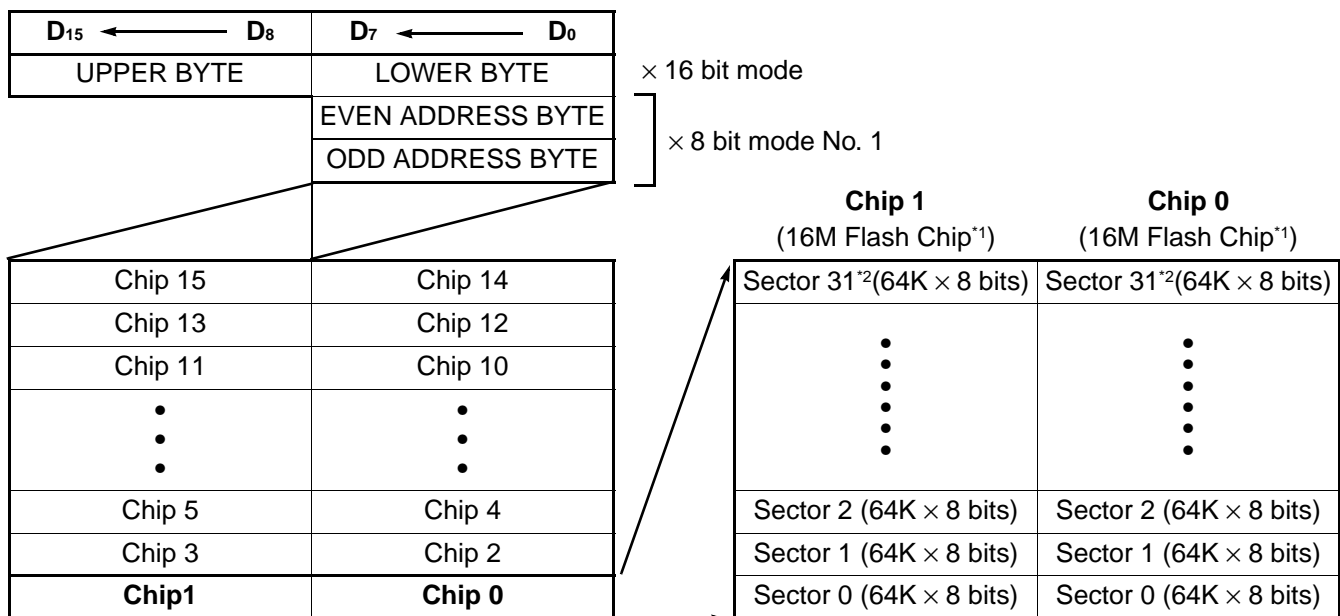 D15 D8 D7 D0
UPPER BYTE LOWER BYTE × 16 bit mode
EVEN ADDRESS BYTE
× 8 bit mode No. 1
ODD ADDRESS BYTE
Chip 1 Chip 0
(16M Flash Chip*1) (16M Flash Chip*1)
Chip 15 Chip 14 Sector 31*2(64K × 8 bits) Sector 31*2(64K × 8 bits)
Chip 13 Chip 12
Chip 11 Chip 10
Chip 5 Chip 4 Sector 2 (64K × 8 bits) Sector 2 (64K × 8 bits)
Chip 3 Chip 2 Sector 1 (64K × 8 bits) Sector 1 (64K × 8 bits)
Chip1 Chip 0 Sector 0 (64K × 8 bits) Sector 0 (64K × 8 bits)